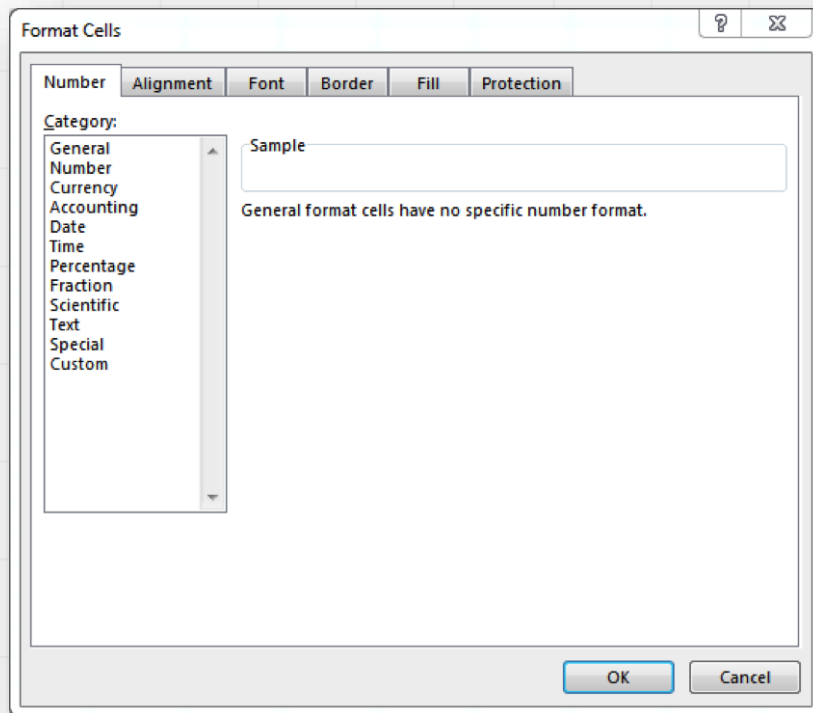 Format Cells
Number Alignment Font Border Fill Protection
Category:
General
Number
Currency
Accounting
Date
Time
Percentage
Fraction
Scientific
Text
Special
Custom
Sample
General format cells have no specific number format.
OK Cancel